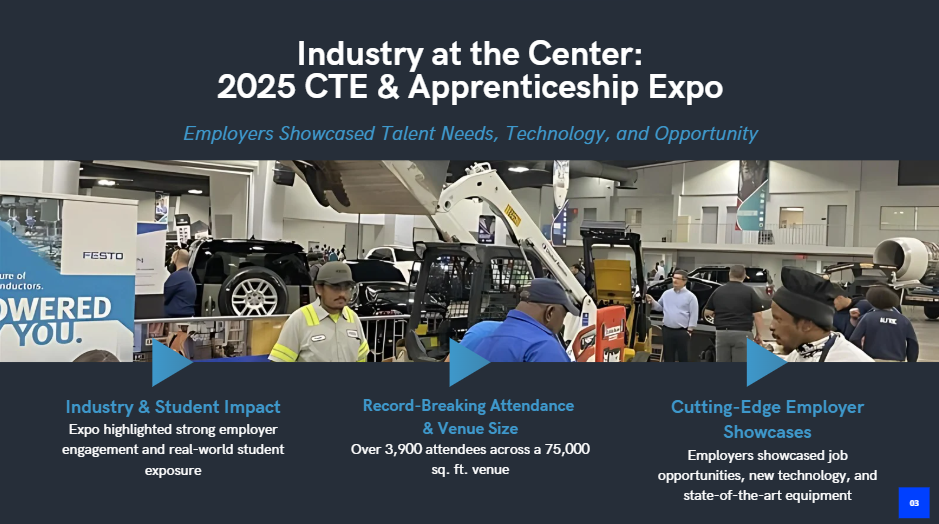 Industry at the Center:
2025 CTE & Apprenticeship Expo
Employers Showcased Talent Needs, Technology, and Opportunity
FESTO
ure of
nductors.
OWERED
YOU.
Industry & Student Impact
Expo highlighted strong employer
engagement and real-world student
exposure
Record-Breaking Attendance
& Venue Size
Over 3,900 attendees across a 75,000
sq. ft. venue
Cutting-Edge Employer
Showcases
Employers showcased job
opportunities, new technology, and
state-of-the-art equipment
03